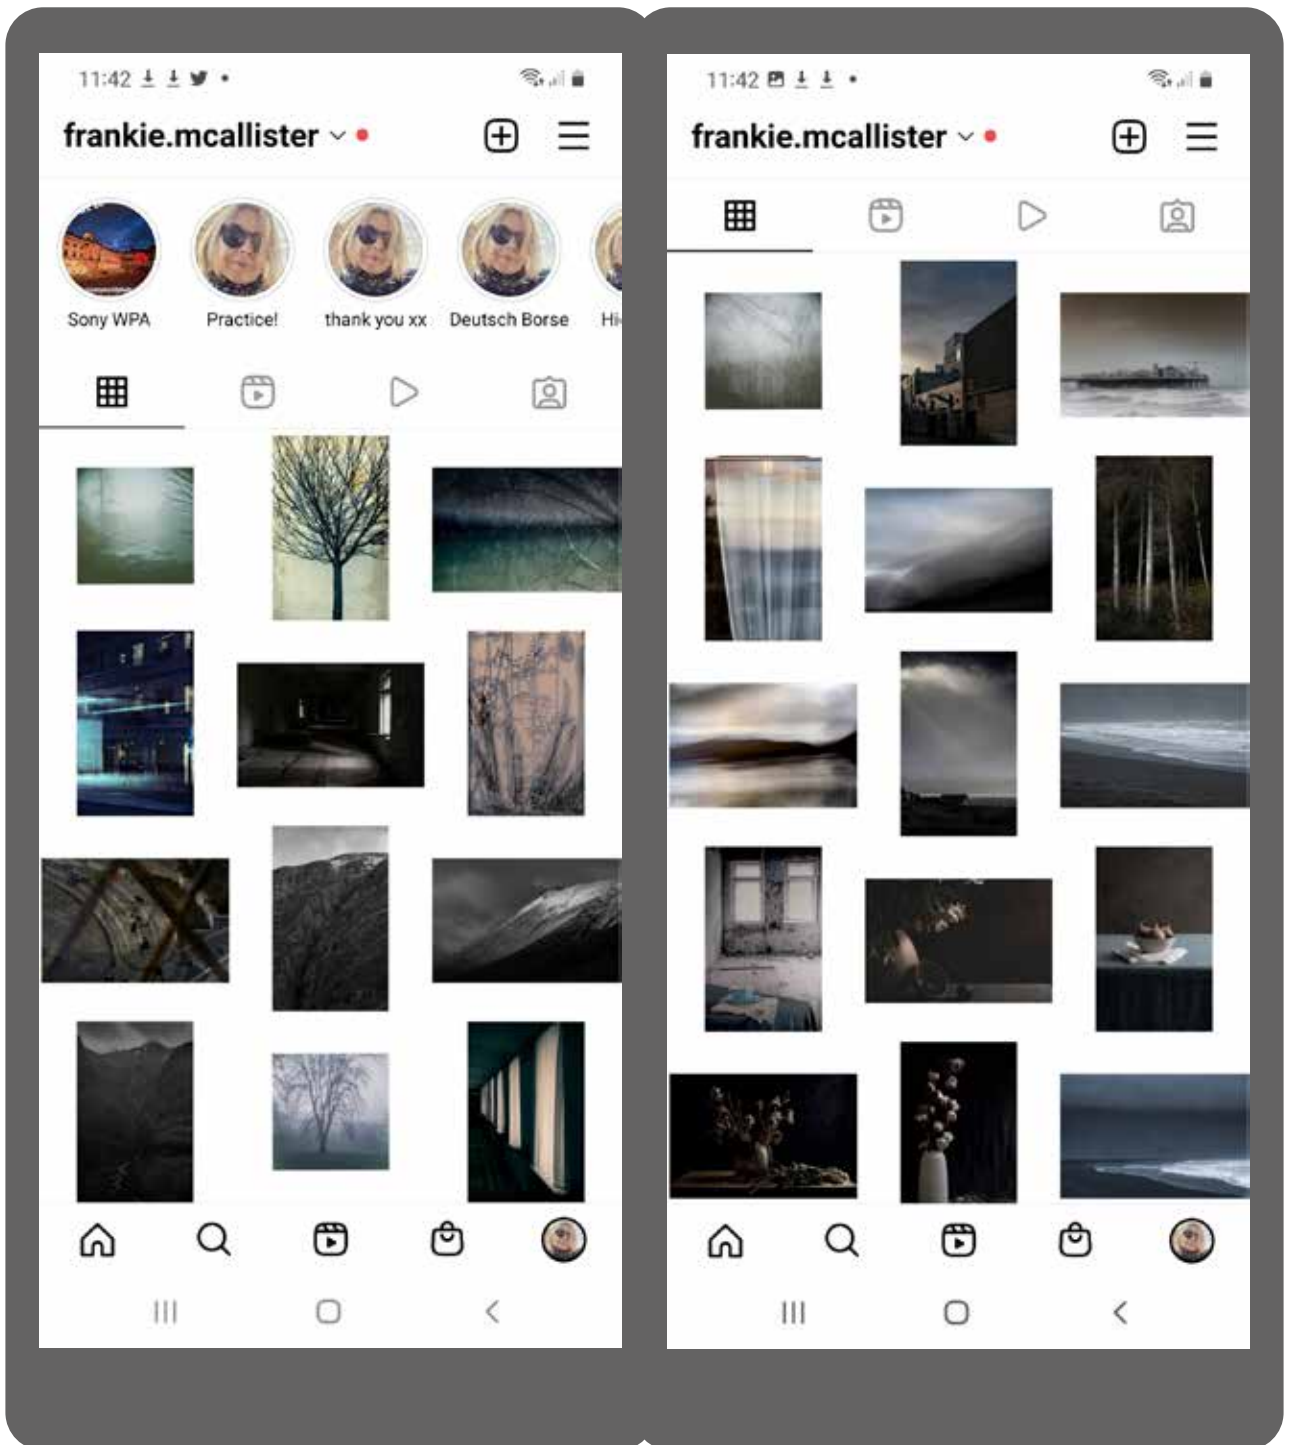 11:42
frankie.mcallister
Sony WPA
Practice!
thank you xx
Deutsch Borse
11:42
frankie.mcallister